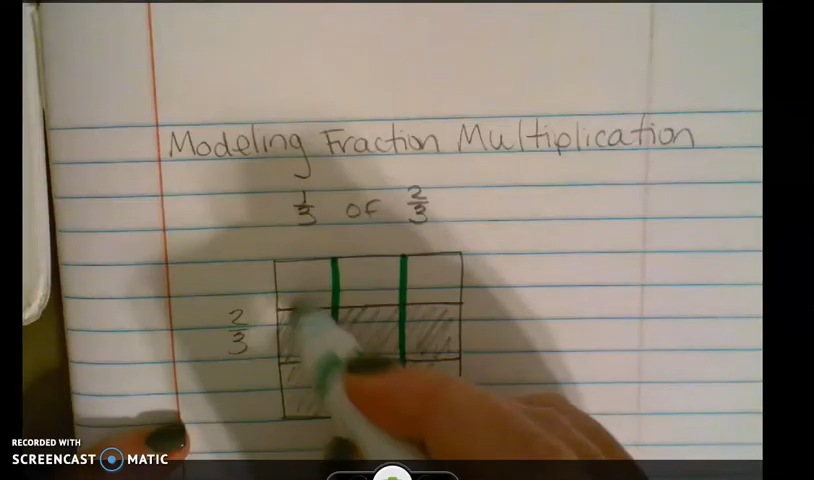 Modeling Fraction Multiplication
1/3 of 2/3
2/3
RECORDED WITH
SCREENCAST MATIC